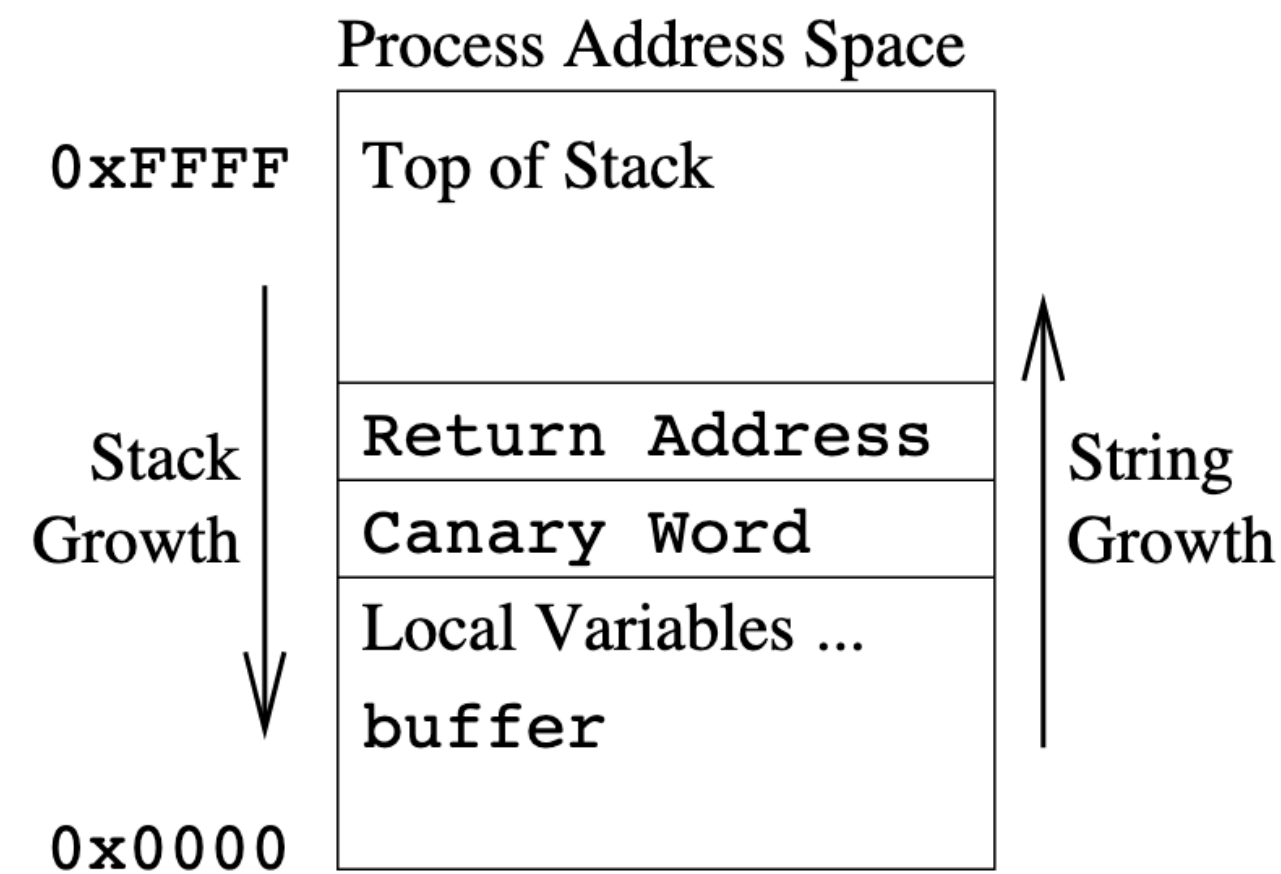 Process Address Space
0xFFFF
Top of Stack
Return Address
Stack
Growth
Canary Word
String
Growth
Local Variables ...
buffer
0x0000